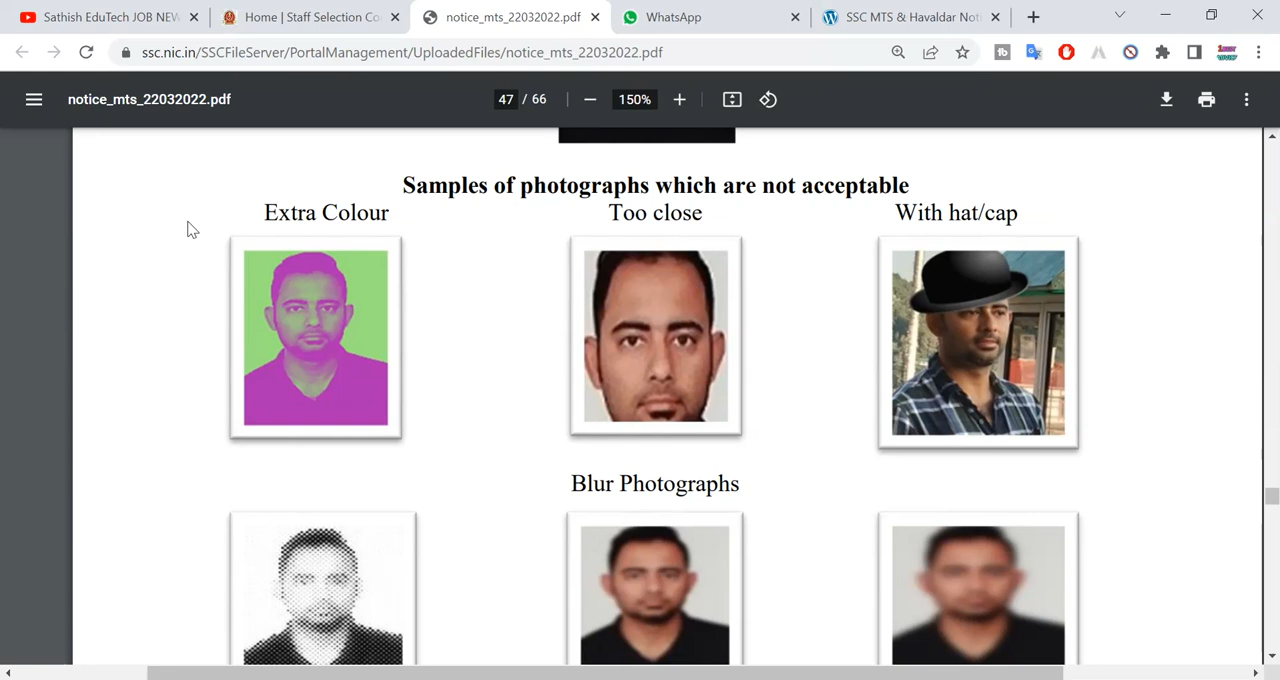 Sathish EduTech JOB NEW
Home | Staff Selection Co
notice_mts_22032022.pdf
WhatsApp
SSC MTS & Havaldar Not
ssc.nic.in/SSCFileServer/PortalManagement/UploadedFiles/notice_mts_22032022.pdf
notice_mts_22032022.pdf
47 / 66
150%
Samples of photographs which are not acceptable
Extra Colour
Too close
With hat/cap
Blur Photographs